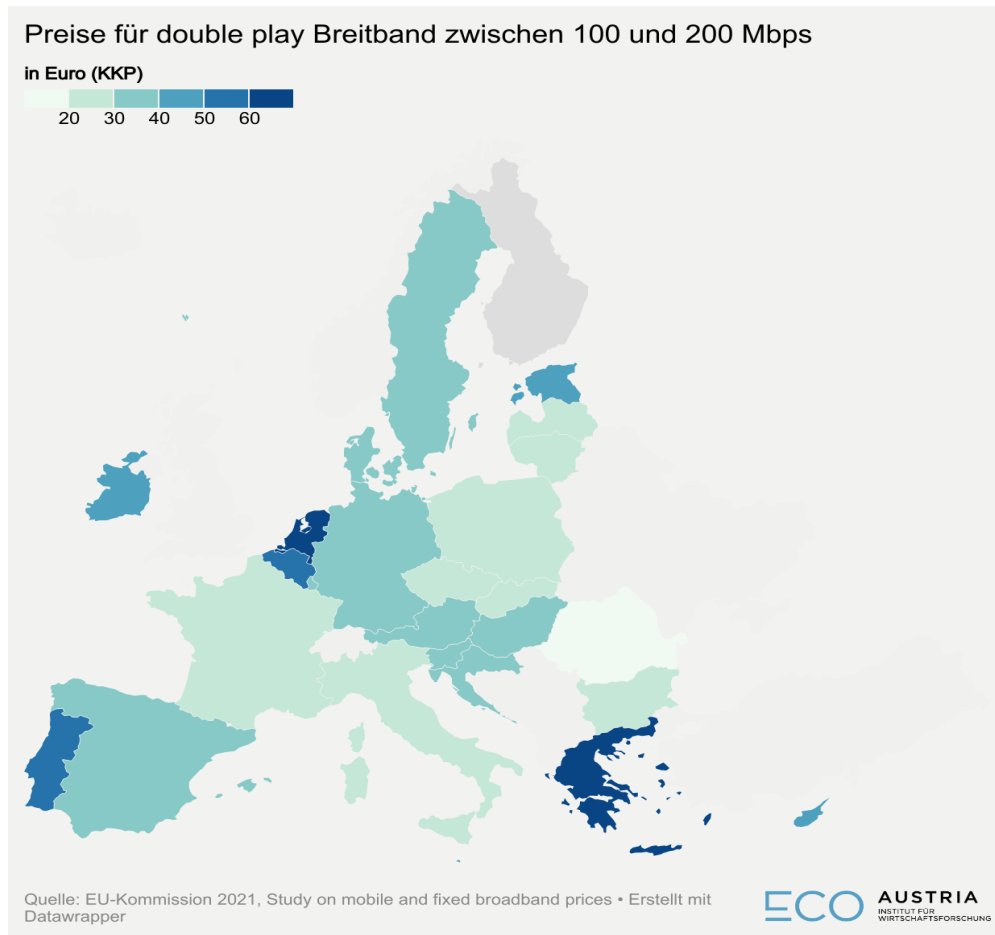 Preise für double play Breitband zwischen 100 und 200 Mbps
in Euro (KKP)
20 30 40 50 60
Quelle: EU-Kommission 2021, Study on mobile and fixed broadband prices • Erstellt mit
Datawrapper
ECO AUSTRIA
INSTITUT FÜR
WIRTSCHAFTSFORSCHUNG